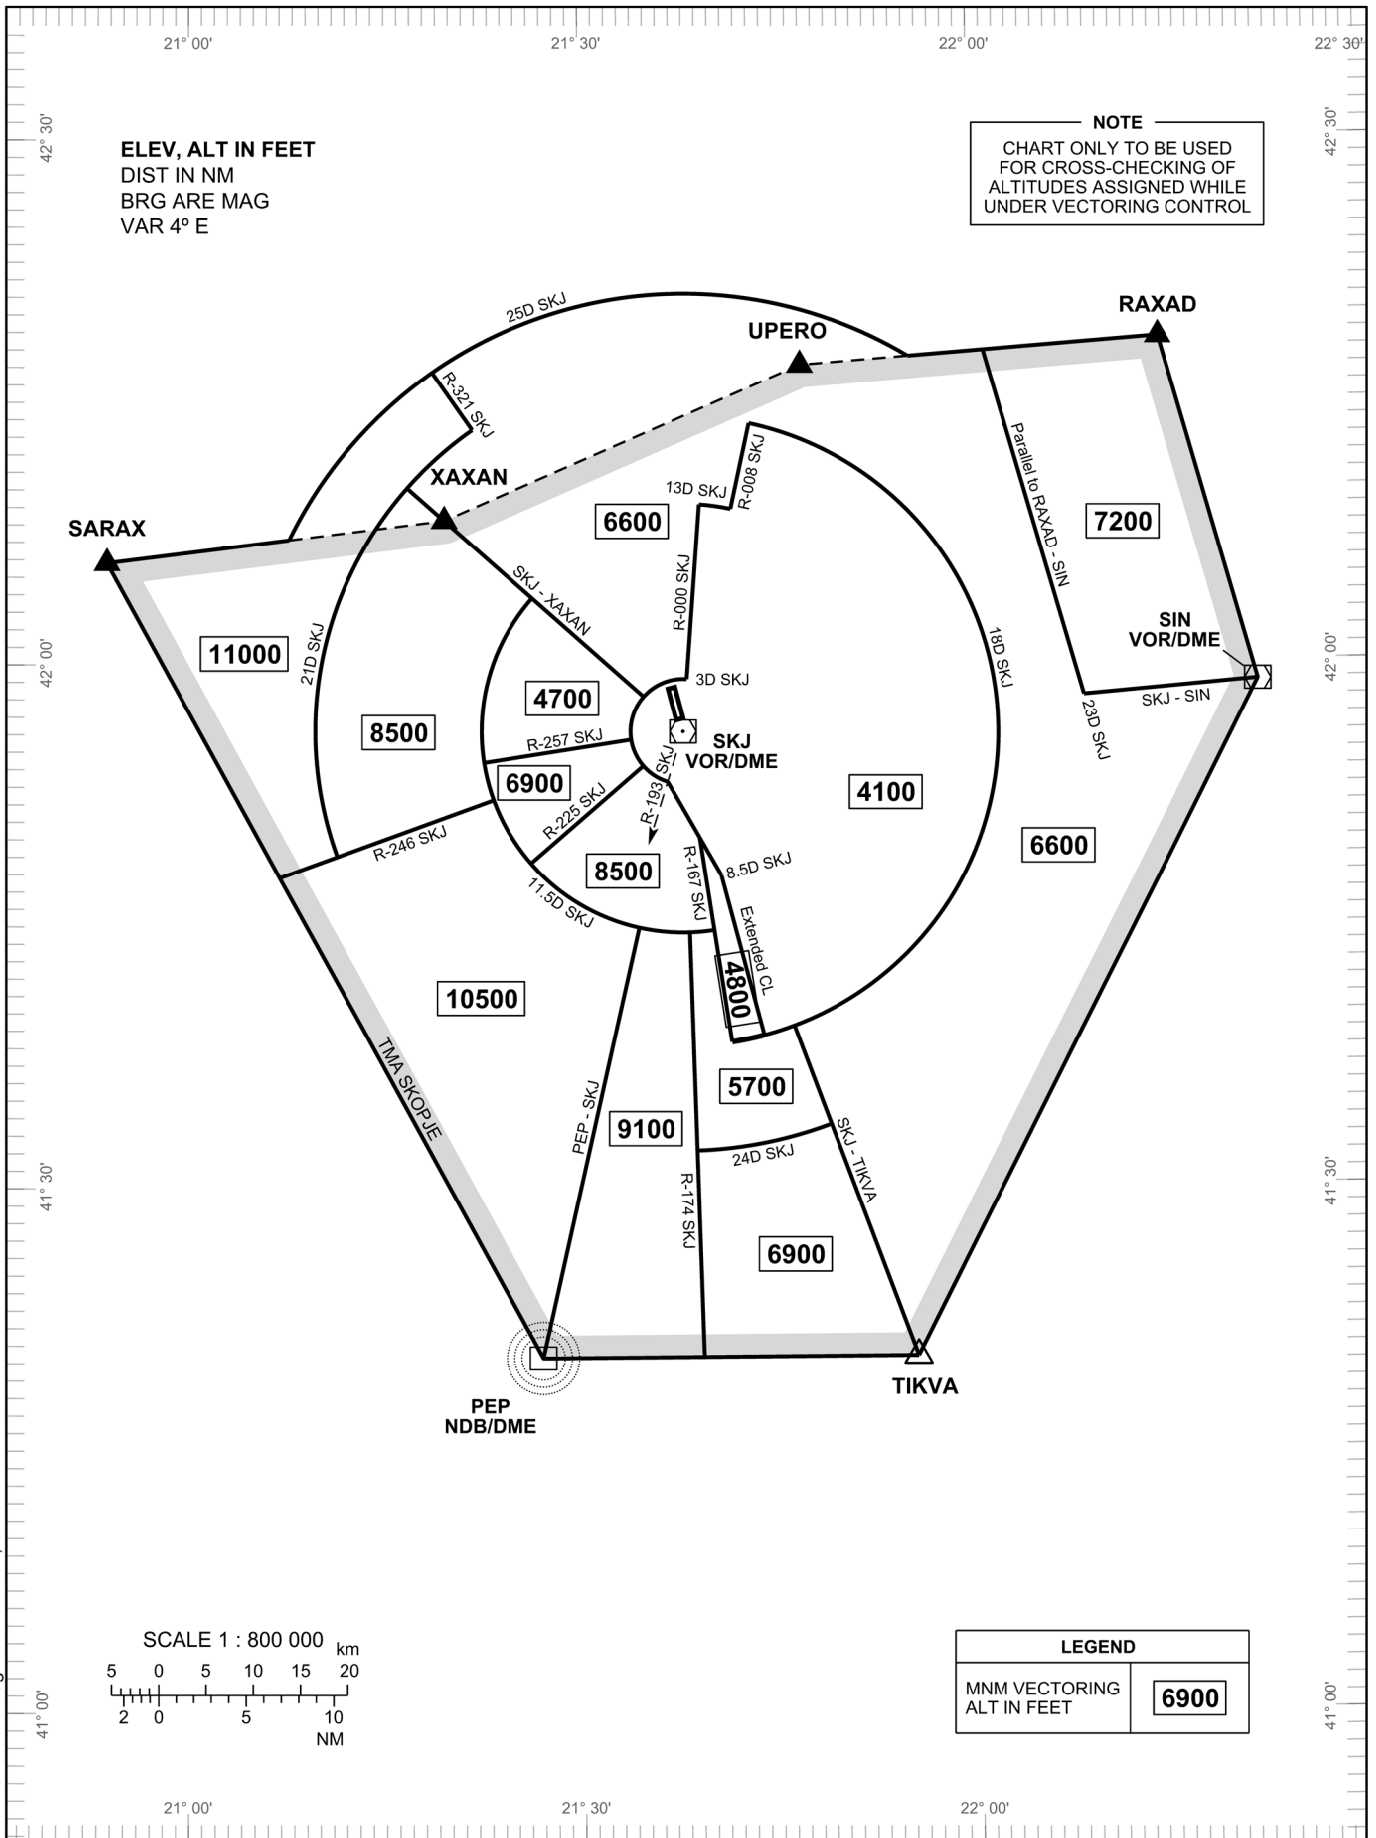 21° 00'
21° 30'
22° 00'
22° 30'
42° 30'
42° 30'
ELEV, ALT IN FEET
DIST IN NM
BRG ARE MAG
VAR 4º E
NOTE
CHART ONLY TO BE USED
FOR CROSS-CHECKING OF
ALTITUDES ASSIGNED WHILE
UNDER VECTORING CONTROL
25D SKJ
RAXAD
UPERO
R-321 SKJ
XAXAN
R-008 SKJ
13D SKJ
SARAX
6600
7200
Parallel to RAXAD - SIN
SKJ - XAXAN
R-000 SKJ
SIN
VOR/DME
11000
21D SKJ
18D SKJ
42° 00'
42° 00'
3D SKJ
4700
SKJ - SIN
8500
R-257 SKJ
SKJ
VOR/DME
23D SKJ
6900
R-193 SKJ
4100
R-225 SKJ
R-246 SKJ
6600
8500
R-167 SKJ
8.5D SKJ
11.5D SKJ
Extended CL
4800
10500
TMA SKOPJE
5700
PEP - SKJ
9100
24D SKJ
SKJ - TIKVA
41° 30'
41° 30'
R-174 SKJ
6900
TIKVA
PEP
NDB/DME
SCALE 1 : 800 000
km
5 0 5 10 15 20
2 0 5 10
NM
LEGEND
MNM VECTORING
ALT IN FEET
6900
41° 00'
41° 00'
21° 00'
21° 30'
22° 00'